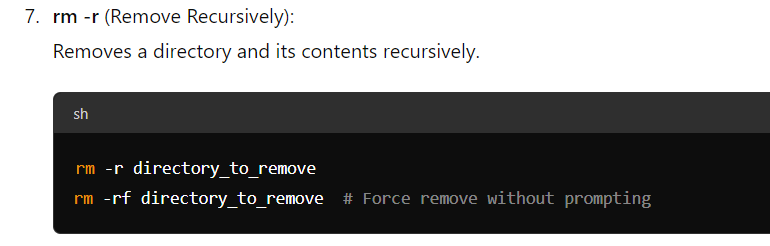 7. rm -r (Remove Recursively):
Removes a directory and its contents recursively.
sh
rm -r directory_to_remove
rm -rf directory_to_remove  # Force remove without prompting